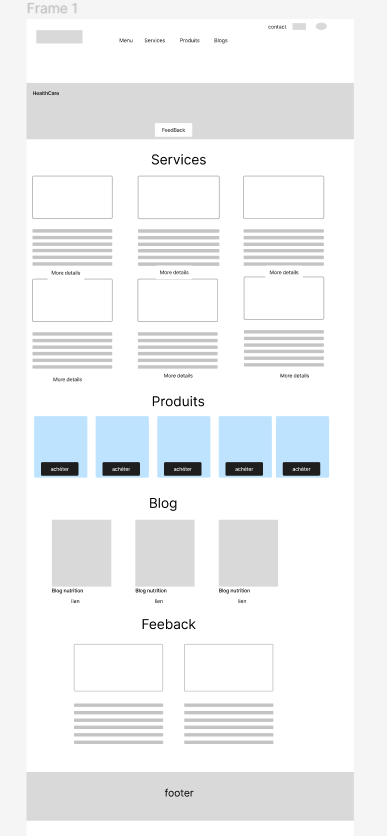 Frame 1
contact
Menu Services Produits Blogs
HealthCara
FeedBack
Services
More details More details More details
More details More details More details
Produits
achéter achéter achéter achéter achéter
Blog
Blog nutrition Blog nutrition Blog nutrition
lien lien lien
Feeback
footer